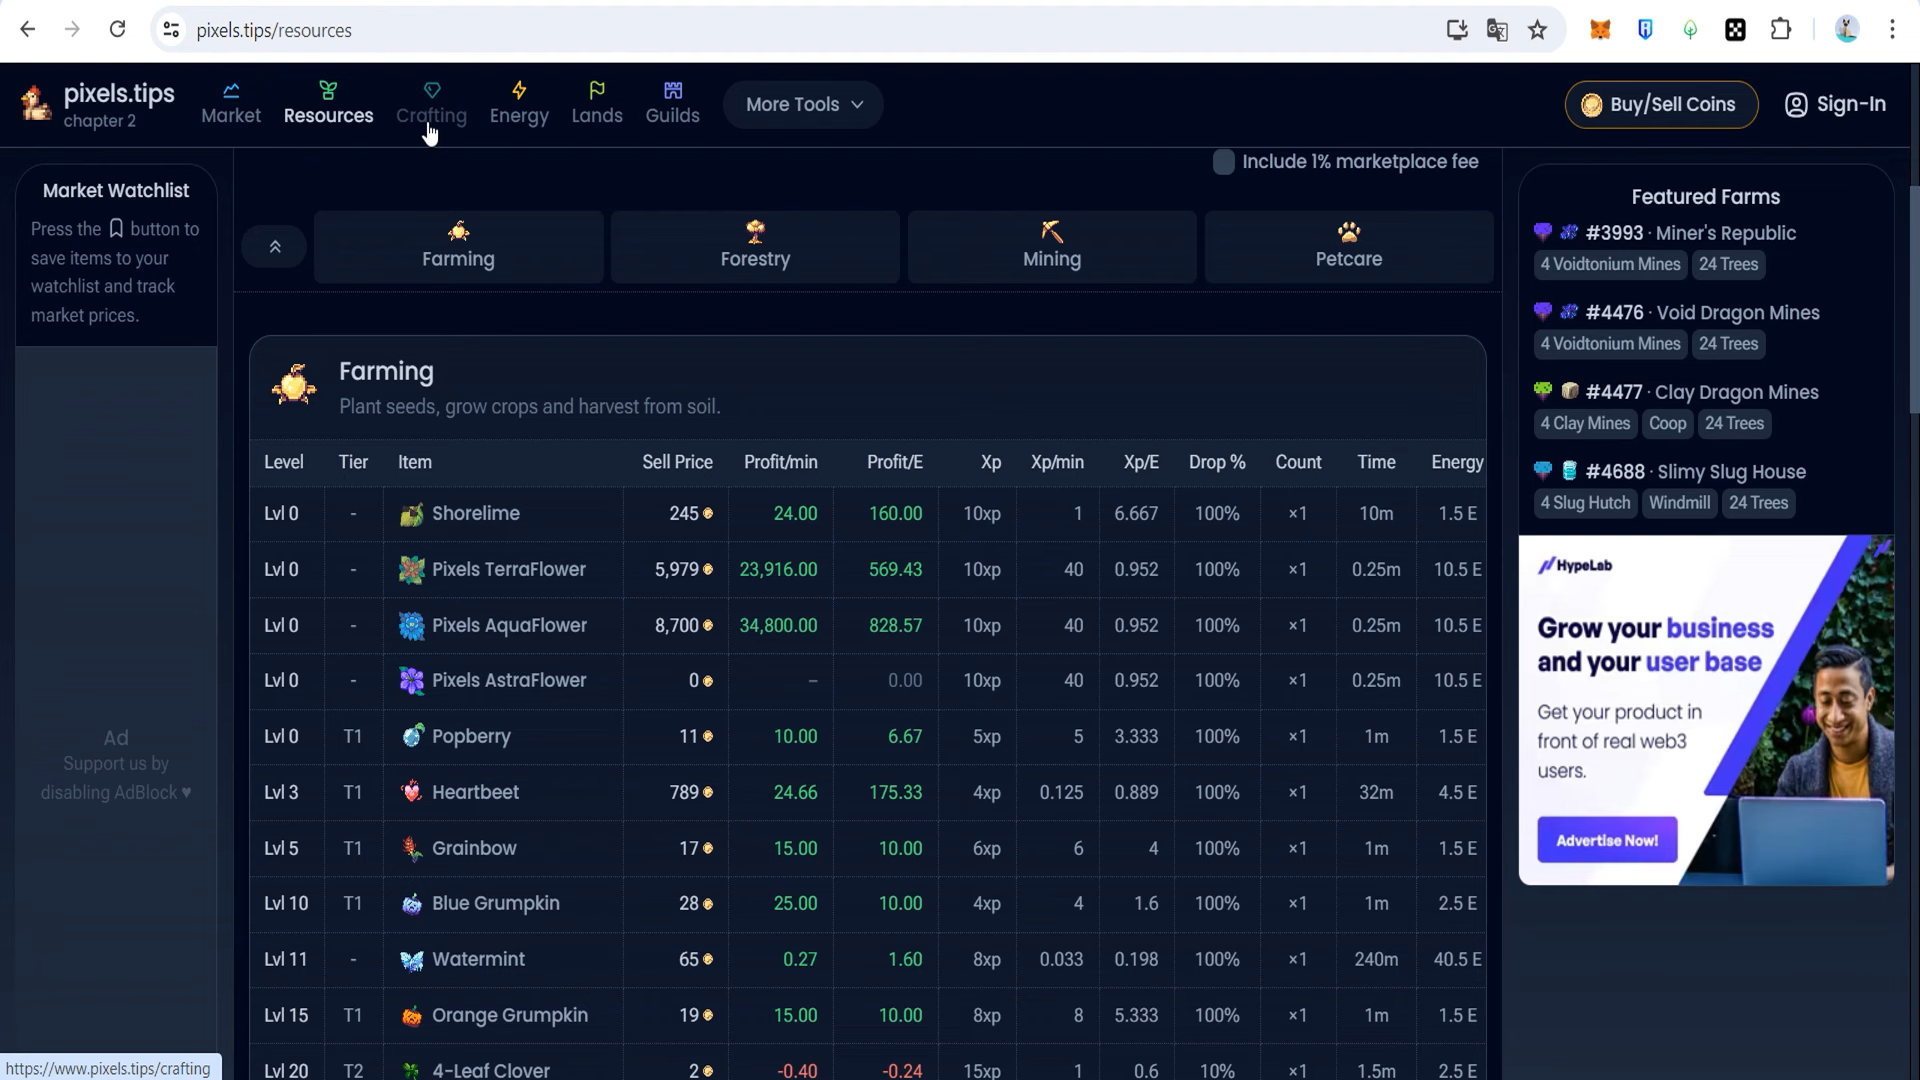 pixels.tips/resources
pixels.tips
chapter 2
Market
Resources
Crafting
Energy
Lands
Guilds
More Tools
Buy/Sell Coins
Sign-In
Market Watchlist
Press the button to
save items to your
watchlist and track
market prices.
Ad
Support us by
disabling AdBlock ♥
Include 1% marketplace fee
Farming
Forestry
Mining
Petcare
Farming
Plant seeds, grow crops and harvest from soil.
Level Tier Item Sell Price Profit/min Profit/E Xp Xp/min Xp/E Drop % Count Time Energy
Lvl 0 - Shorelime 245 24.00 160.00 10xp 1 6.667 100% ×1 10m 1.5 E
Lvl 0 - Pixels TerraFlower 5,979 23,916.00 569.43 10xp 40 0.952 100% ×1 0.25m 10.5 E
Lvl 0 - Pixels AquaFlower 8,700 34,800.00 828.57 10xp 40 0.952 100% ×1 0.25m 10.5 E
Lvl 0 - Pixels AstraFlower 0 – 0.00 10xp 40 0.952 100% ×1 0.25m 10.5 E
Lvl 0 T1 Popberry 11 10.00 6.67 5xp 5 3.333 100% ×1 1m 1.5 E
Lvl 3 T1 Heartbeet 789 24.66 175.33 4xp 0.125 0.889 100% ×1 32m 4.5 E
Lvl 5 T1 Grainbow 17 15.00 10.00 6xp 6 4 100% ×1 1m 1.5 E
Lvl 10 T1 Blue Grumpkin 28 25.00 10.00 4xp 4 1.6 100% ×1 1m 2.5 E
Lvl 11 - Watermint 65 0.27 1.60 8xp 0.033 0.198 100% ×1 240m 40.5 E
Lvl 15 T1 Orange Grumpkin 19 15.00 10.00 8xp 8 5.333 100% ×1 1m 1.5 E
Lvl 20 T2 4-Leaf Clover 2 -0.40 -0.24 15xp 1 0.6 10% ×1 1.5m 2.5 E
Featured Farms
#3993 · Miner's Republic
4 Voidtonium Mines 24 Trees
#4476 · Void Dragon Mines
4 Voidtonium Mines 24 Trees
#4477 · Clay Dragon Mines
4 Clay Mines Coop 24 Trees
#4688 · Slimy Slug House
4 Slug Hutch Windmill 24 Trees
HypeLab
Grow your business
and your user base
Get your product in
front of real web3
users.
Advertise Now!
https://www.pixels.tips/crafting